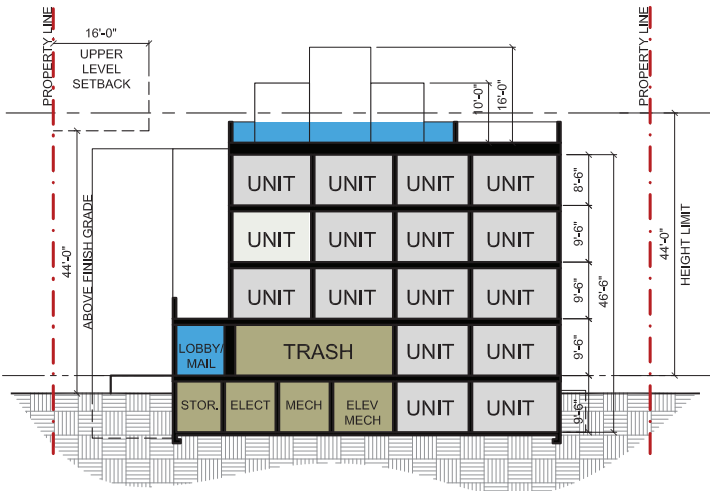 PROPERTY LINE
16'-0"
UPPER
LEVEL
SETBACK
PROPERTY LINE
10'-0"
16'-0"
44'-0"
ABOVE FINISH GRADE
UNIT UNIT UNIT UNIT
8'-6"
UNIT UNIT UNIT UNIT
9'-6"
UNIT UNIT UNIT UNIT
9'-6"
46'-6"
44'-0"
HEIGHT LIMIT
LOBBY/
MAIL
TRASH
UNIT UNIT
9'-6"
STOR. ELECT MECH ELEV
MECH
UNIT UNIT
9'-6"